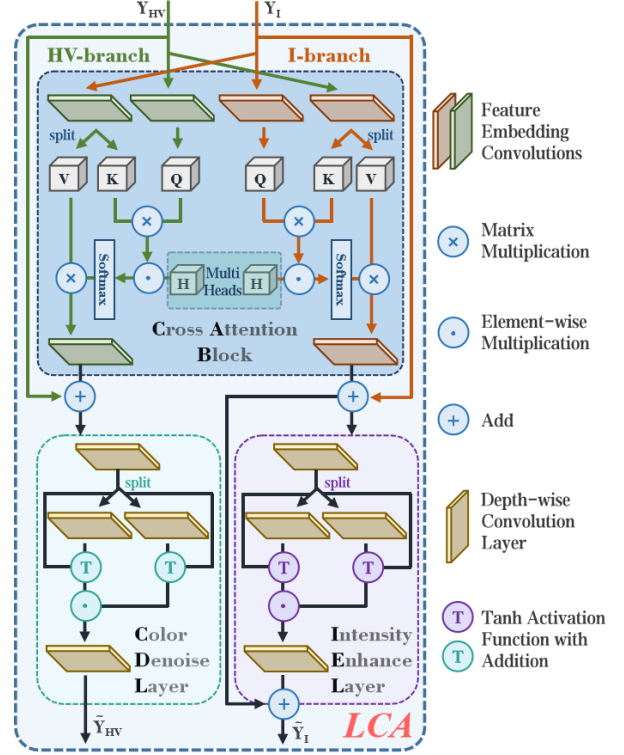 Y_HV Y_I
HV-branch I-branch
split split
V K Q Q K V
Softmax H Multi Heads H Softmax
Cross Attention
Block
split split
T T T T
Color
Denoise
Layer
Intensity
Enhance
Layer
Ỹ_HV Ỹ_I
LCA
Feature
Embedding
Convolutions
Matrix
Multiplication
Element-wise
Multiplication
Add
Depth-wise
Convolution
Layer
T Tanh Activation
Function with
T Addition